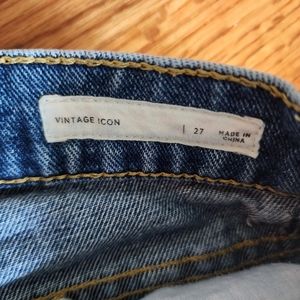 VINTAGE ICON | 27 MADE IN
CHINA